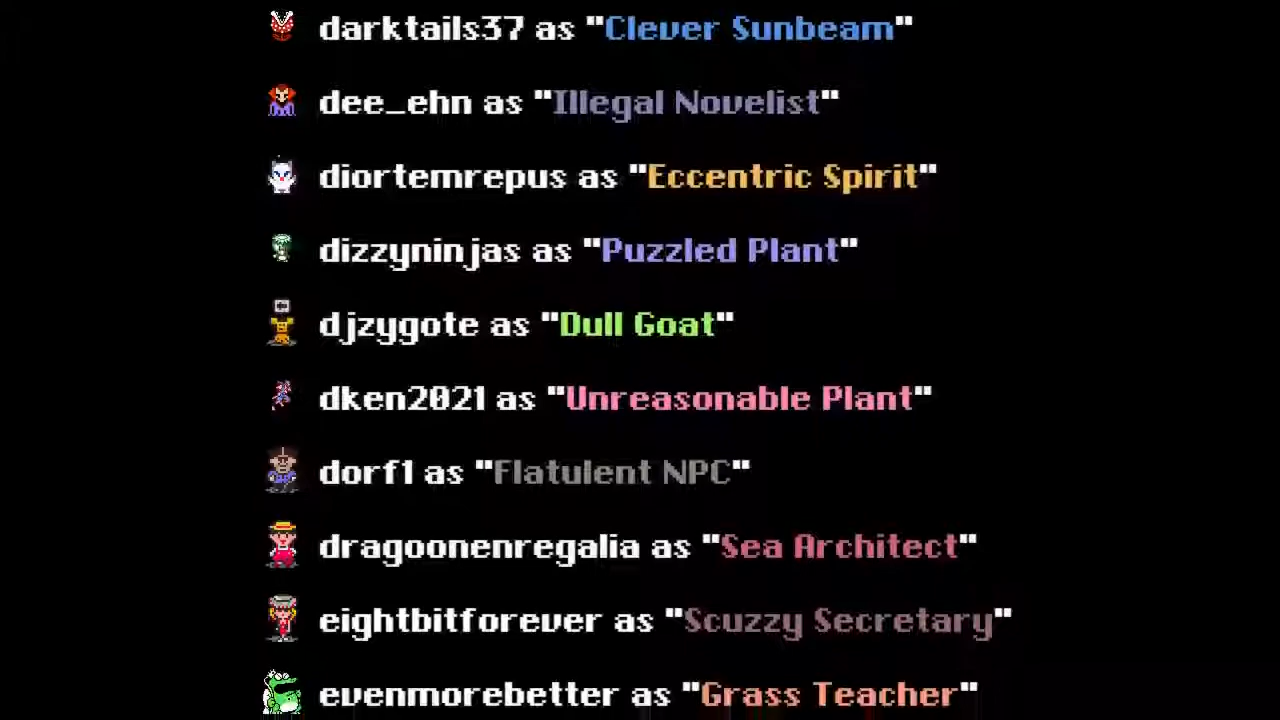 darktails37 as "Clever Sunbeam"
dee_ehn as "Illegal Novelist"
diortemrepus as "Eccentric Spirit"
dizzyninjas as "Puzzled Plant"
djzygote as "Dull Goat"
dken2021 as "Unreasonable Plant"
dorf1 as "Flatulent NPC"
dragoonenregalia as "Sea Architect"
eightbitforever as "Scuzzy Secretary"
evenmorebetter as "Grass Teacher"